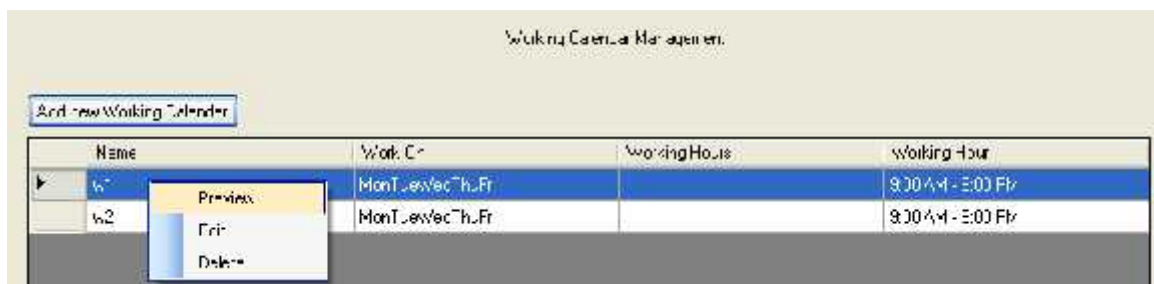 Working Calendar Management
Add new Working Calender
Name Work On Working Hours Working Hour
w1 MonTueWedThuFri 9:00 AM - 5:00 PM
Preview
w2 MonTueWedThuFri 9:00 AM - 5:00 PM
Edit
Delete